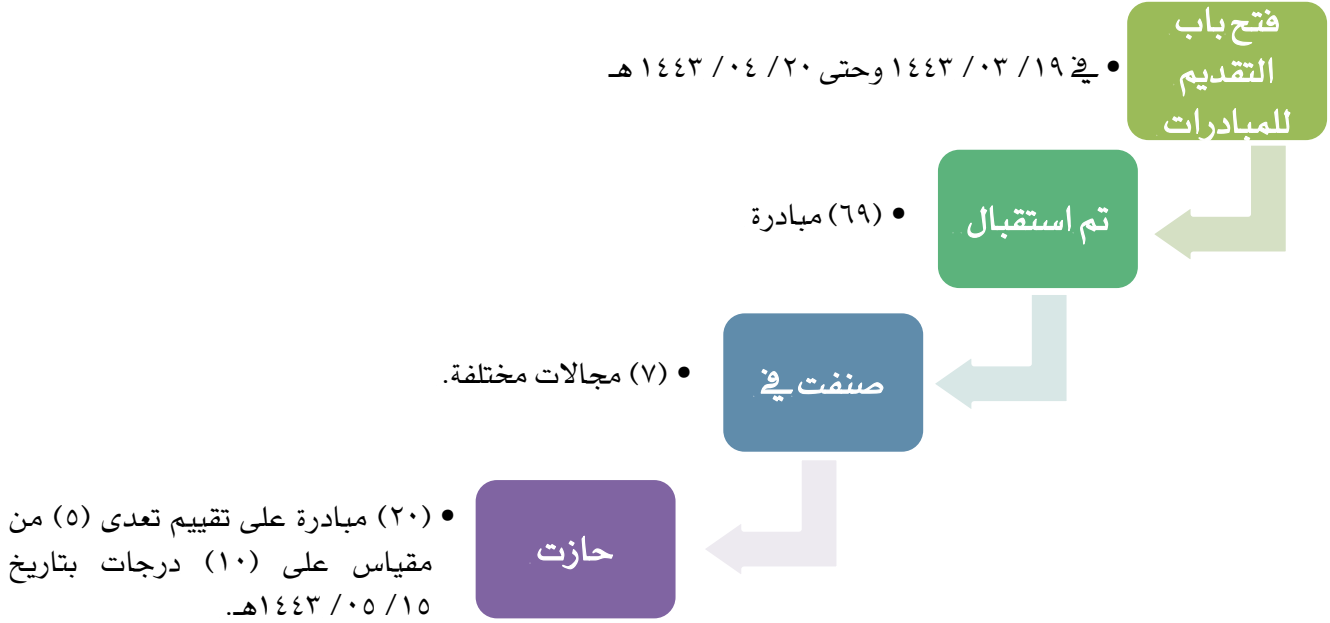 فتح باب
التقديم
للمبادرات
• في ١٩/ ٠٣/ ١٤٤٣ وحتى ٢٠/ ٠٤/ ١٤٤٣ هـ
تم استقبال
• (٦٩) مبادرة
صنفت في
• (٧) مجالات مختلفة.
حازت
• (٢٠) مبادرة على تقييم تعدى (٥) من
مقياس على (١٠) درجات بتاريخ
١٥/ ٠٥/ ١٤٤٣هـ.